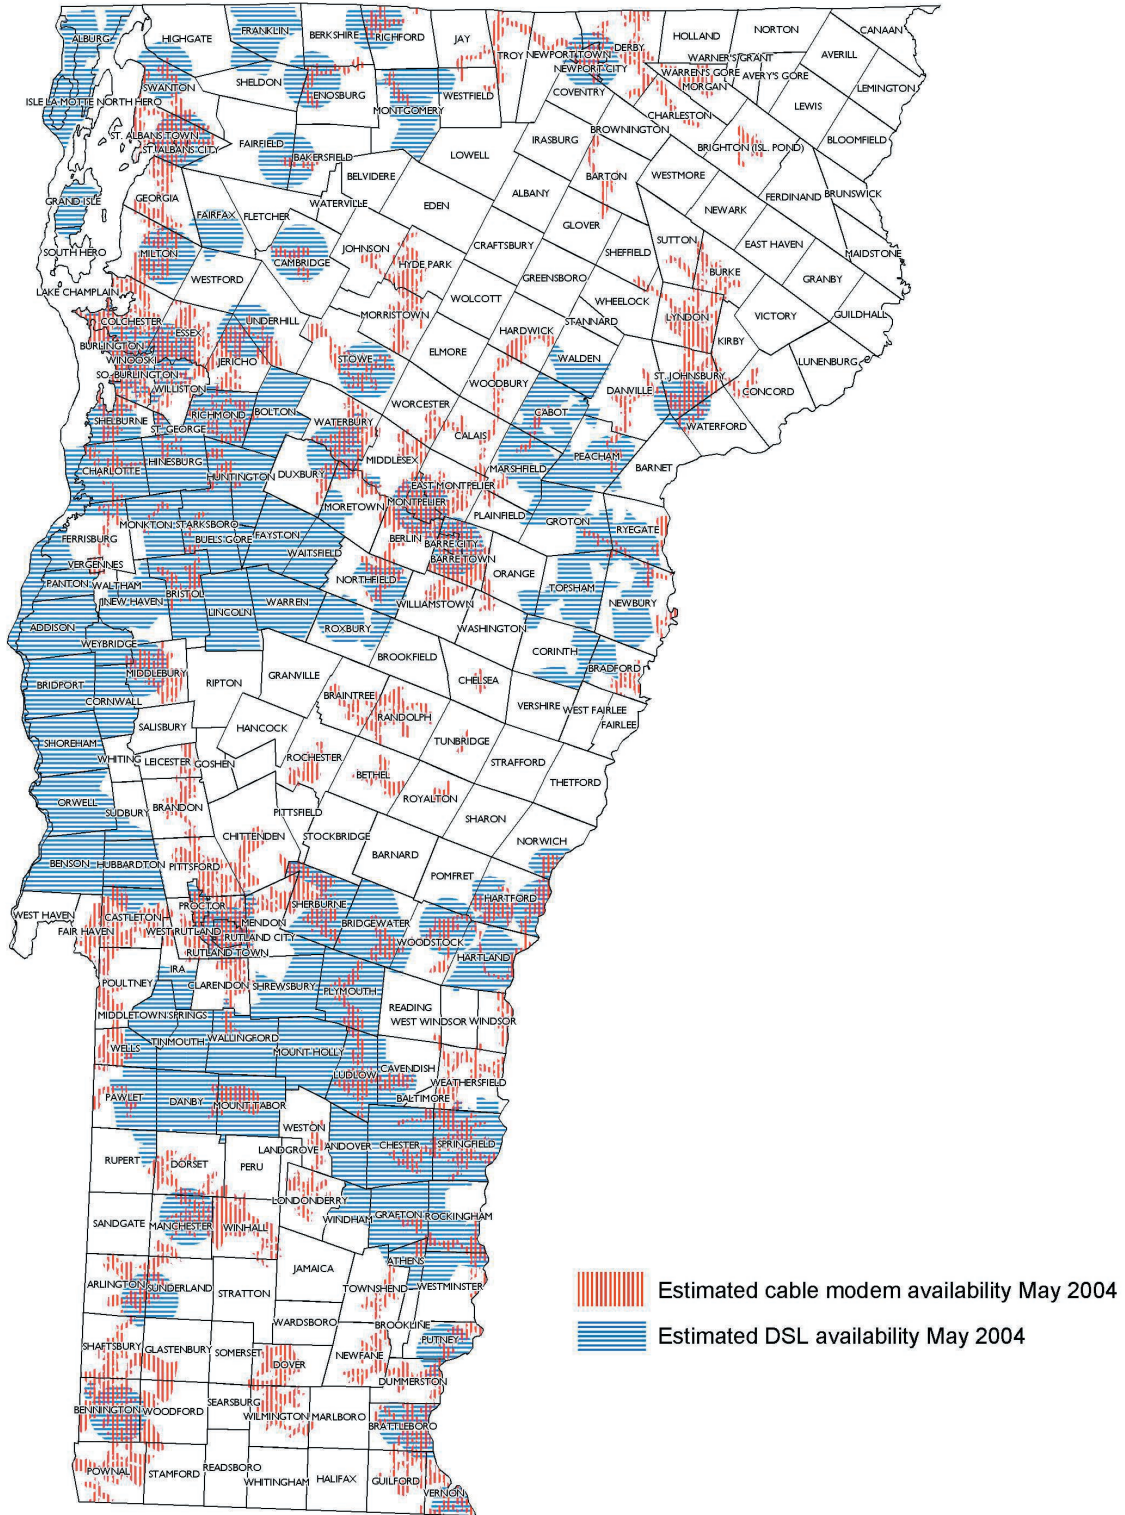 ALBURG
HIGHGATE
FRANKLIN
BERKSHIRE
RICHFORD
JAY
TROY
NEWPORT TOWN
DERBY
HOLLAND
NORTON
CANAAN
NEWPORT CITY
WARNER'S GRANT
AVERILL
WARREN'S GORE
AVERY'S GORE
MORGAN
LEMINGTON
SWANTON
SHELDON
ENOSBURG
WESTFIELD
COVENTRY
LEWIS
ISLE LA MOTTE
NORTH HERO
MONTGOMERY
CHARLESTON
BROWNINGTON
ST. ALBANS TOWN
ST. ALBANS CITY
FAIRFIELD
BAKERSFIELD
LOWELL
IRASBURG
BRIGHTON (ISL. POND)
BLOOMFIELD
BELVIDERE
BARTON
WESTMORE
FERDINAND
BRUNSWICK
GRAND ISLE
GEORGIA
FAIRFAX
FLETCHER
WATERVILLE
EDEN
ALBANY
NEWARK
GLOVER
SOUTH HERO
MILTON
CAMBRIDGE
JOHNSON
HYDE PARK
CRAFTSBURY
SHEFFIELD
SUTTON
EAST HAVEN
MAIDSTONE
WESTFORD
GREENSBORO
BURKE
GRANBY
LAKE CHAMPLAIN
WOLCOTT
WHEELOCK
COLCHESTER
UNDERHILL
MORRISTOWN
STANNARD
LYNDON
VICTORY
GUILDHALL
ESSEX
HARDWICK
KIRBY
BURLINGTON
WINOOSKI
JERICHO
STOWE
ELMORE
WALDEN
LUNENBURG
SO. BURLINGTON
WILLISTON
WOODBURY
DANVILLE
ST. JOHNSBURY
CONCORD
SHELBURNE
RICHMOND
BOLTON
WORCESTER
CABOT
ST. GEORGE
WATERBURY
CALAIS
WATERFORD
CHARLOTTE
HINESBURG
HUNTINGTON
DUXBURY
MIDDLESEX
MARSHFIELD
PEACHAM
BARNET
EAST MONTPELIER
MORETOWN
MONTPELIER
PLAINFIELD
FERRISBURG
MONKTON
STARKSBORO
BUELS GORE
FAYSTON
WAITSFIELD
BERLIN
BARRE CITY
BARRE TOWN
GROTON
RYEGATE
VERGENNES
PANTON
WALTHAM
NEW HAVEN
BRISTOL
LINCOLN
WARREN
NORTHFIELD
ORANGE
TOPSHAM
NEWBURY
WILLIAMSTOWN
ADDISON
WEYBRIDGE
ROXBURY
WASHINGTON
CORINTH
BRADFORD
MIDDLEBURY
RIPTON
GRANVILLE
BROOKFIELD
CHELSEA
BRIDPORT
CORNWALL
BRAINTREE
RANDOLPH
VERSHIRE
WEST FAIRLEE
FAIRLEE
SALISBURY
HANCOCK
TUNBRIDGE
SHOREHAM
WHITING
LEICESTER
GOSHEN
ROCHESTER
BETHEL
STRAFFORD
THETFORD
ORWELL
SUDBURY
BRANDON
PITTSFIELD
ROYALTON
SHARON
CHITTENDEN
STOCKBRIDGE
NORWICH
BENSON
HUBBARDTON
PITTSFORD
BARNARD
POMFRET
WEST HAVEN
CASTLETON
PROCTOR
SHERBURNE
HARTFORD
FAIR HAVEN
WEST RUTLAND
MENDON
RUTLAND CITY
RUTLAND TOWN
BRIDGEWATER
WOODSTOCK
HARTLAND
IRA
POULTNEY
CLARENDON
SHREWSBURY
PLYMOUTH
READING
WEST WINDSOR
WINDSOR
MIDDLETOWN SPRINGS
WELLS
TINMOUTH
WALLINGFORD
MOUNT HOLLY
LUDLOW
CAVENDISH
WEATHERSFIELD
BALTIMORE
PAWLET
DANBY
MOUNT TABOR
WESTON
LANDGROVE
ANDOVER
CHESTER
SPRINGFIELD
RUPERT
DORSET
PERU
LONDONDERRY
WINDHAM
GRAFTON
ROCKINGHAM
SANDGATE
MANCHESTER
WINHALL
ATHENS
JAMAICA
TOWNSHEND
WESTMINSTER
ARLINGTON
SUNDERLAND
STRATTON
WARDSBORO
BROOKLINE
PUTNEY
SHAFTSBURY
GLASTENBURY
SOMERSET
DOVER
NEWFANE
DUMMERSTON
BENNINGTON
WOODFORD
SEARSBURG
WILMINGTON
MARLBORO
BRATTLEBORO
POWNAL
STAMFORD
READSBORO
WHITINGHAM
HALIFAX
GUILFORD
VERNON
Estimated cable modem availability May 2004
Estimated DSL availability May 2004